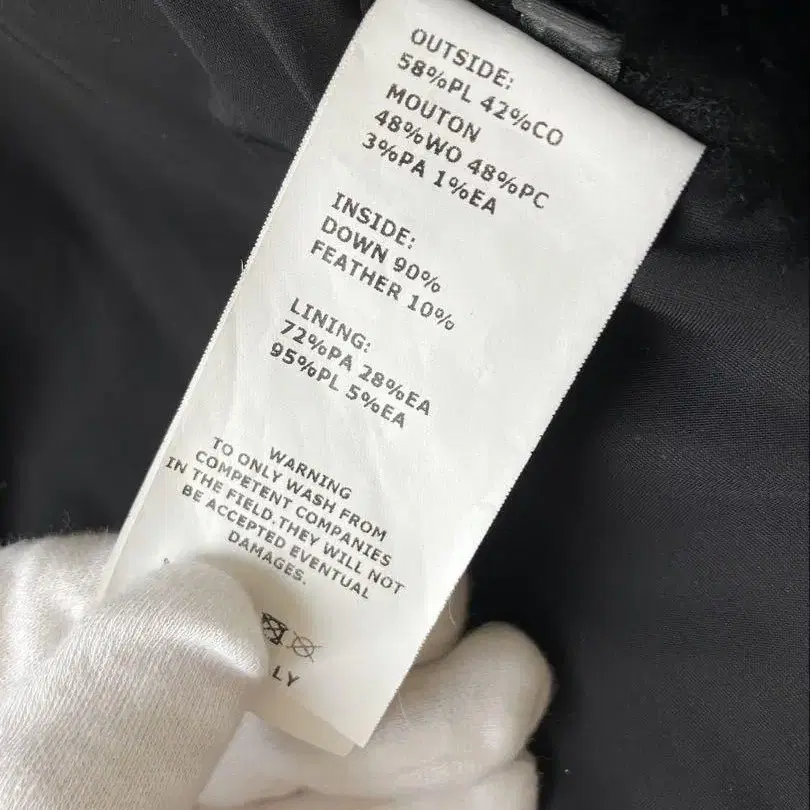 OUTSIDE:
58%PL 42%CO
MOUTON
48%WO 48%PC
3%PA 1%EA
INSIDE:
DOWN 90%
FEATHER 10%
LINING:
72%PA 28%EA
95%PL 5%EA
WARNING
TO ONLY WASH FROM
COMPETENT COMPANIES
IN THE FIELD.THEY WILL NOT
BE ACCEPTED EVENTUAL
DAMAGES.
LY